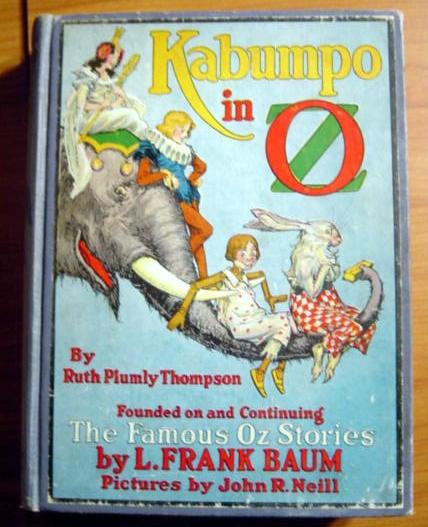 Kabumpo
in
OZ
By
Ruth Plumly Thompson
Founded on and Continuing
The Famous Oz Stories
by L. FRANK BAUM
Pictures by John R. Neill